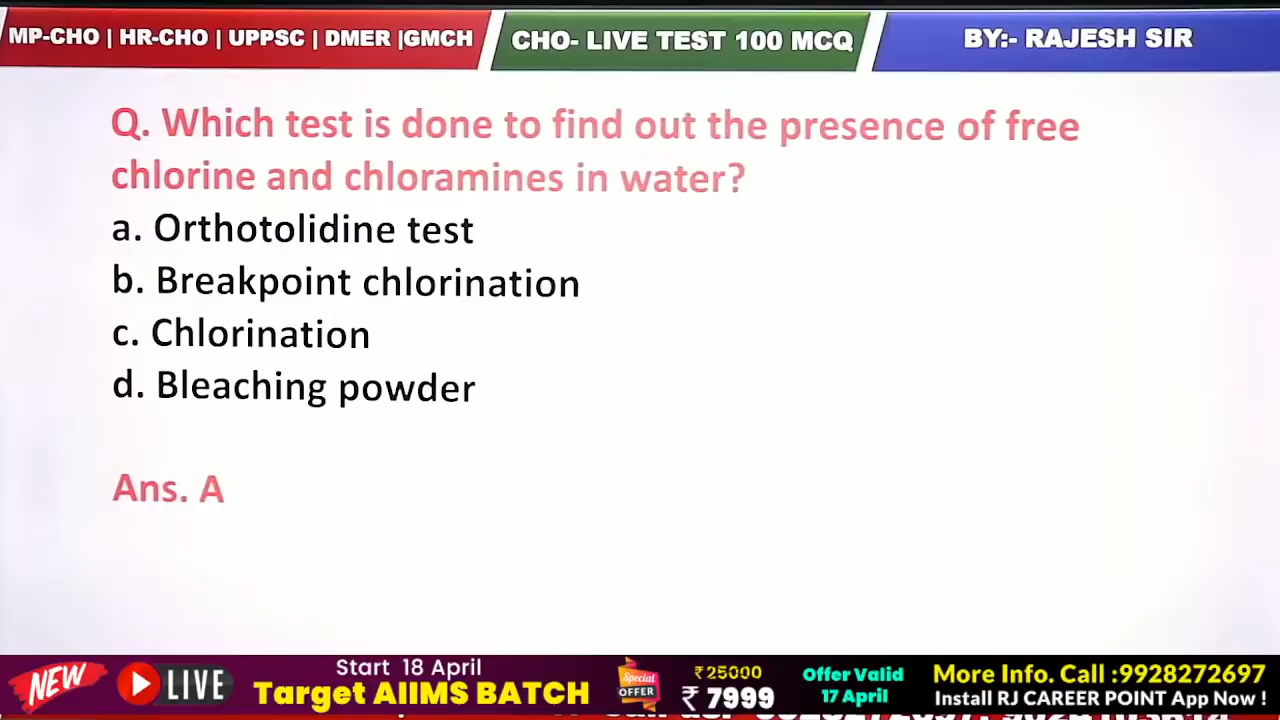 MP-CHO | HR-CHO | UPPSC | DMER |GMCH
CHO- LIVE TEST 100 MCQ
BY:- RAJESH SIR
Q. Which test is done to find out the presence of free
chlorine and chloramines in water?
a. Orthotolidine test
b. Breakpoint chlorination
c. Chlorination
d. Bleaching powder
Ans. A
NEW
LIVE
Start 18 April
Target AIIMS BATCH
Special
OFFER
₹25000
₹ 7999
Offer Valid
17 April
More Info. Call :9928272697
Install RJ CAREER POINT App Now !